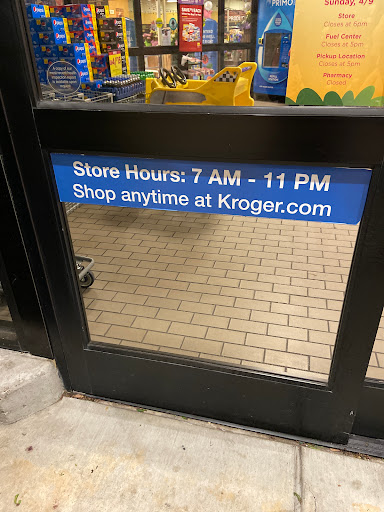 Sunday, 4/9
Store
Closes at 6pm
Fuel Center
Closes at 5pm
Pickup Location
Closes at 5pm
Pharmacy
Closed
PRIMO
Store Hours: 7 AM - 11 PM
Shop anytime at Kroger.com